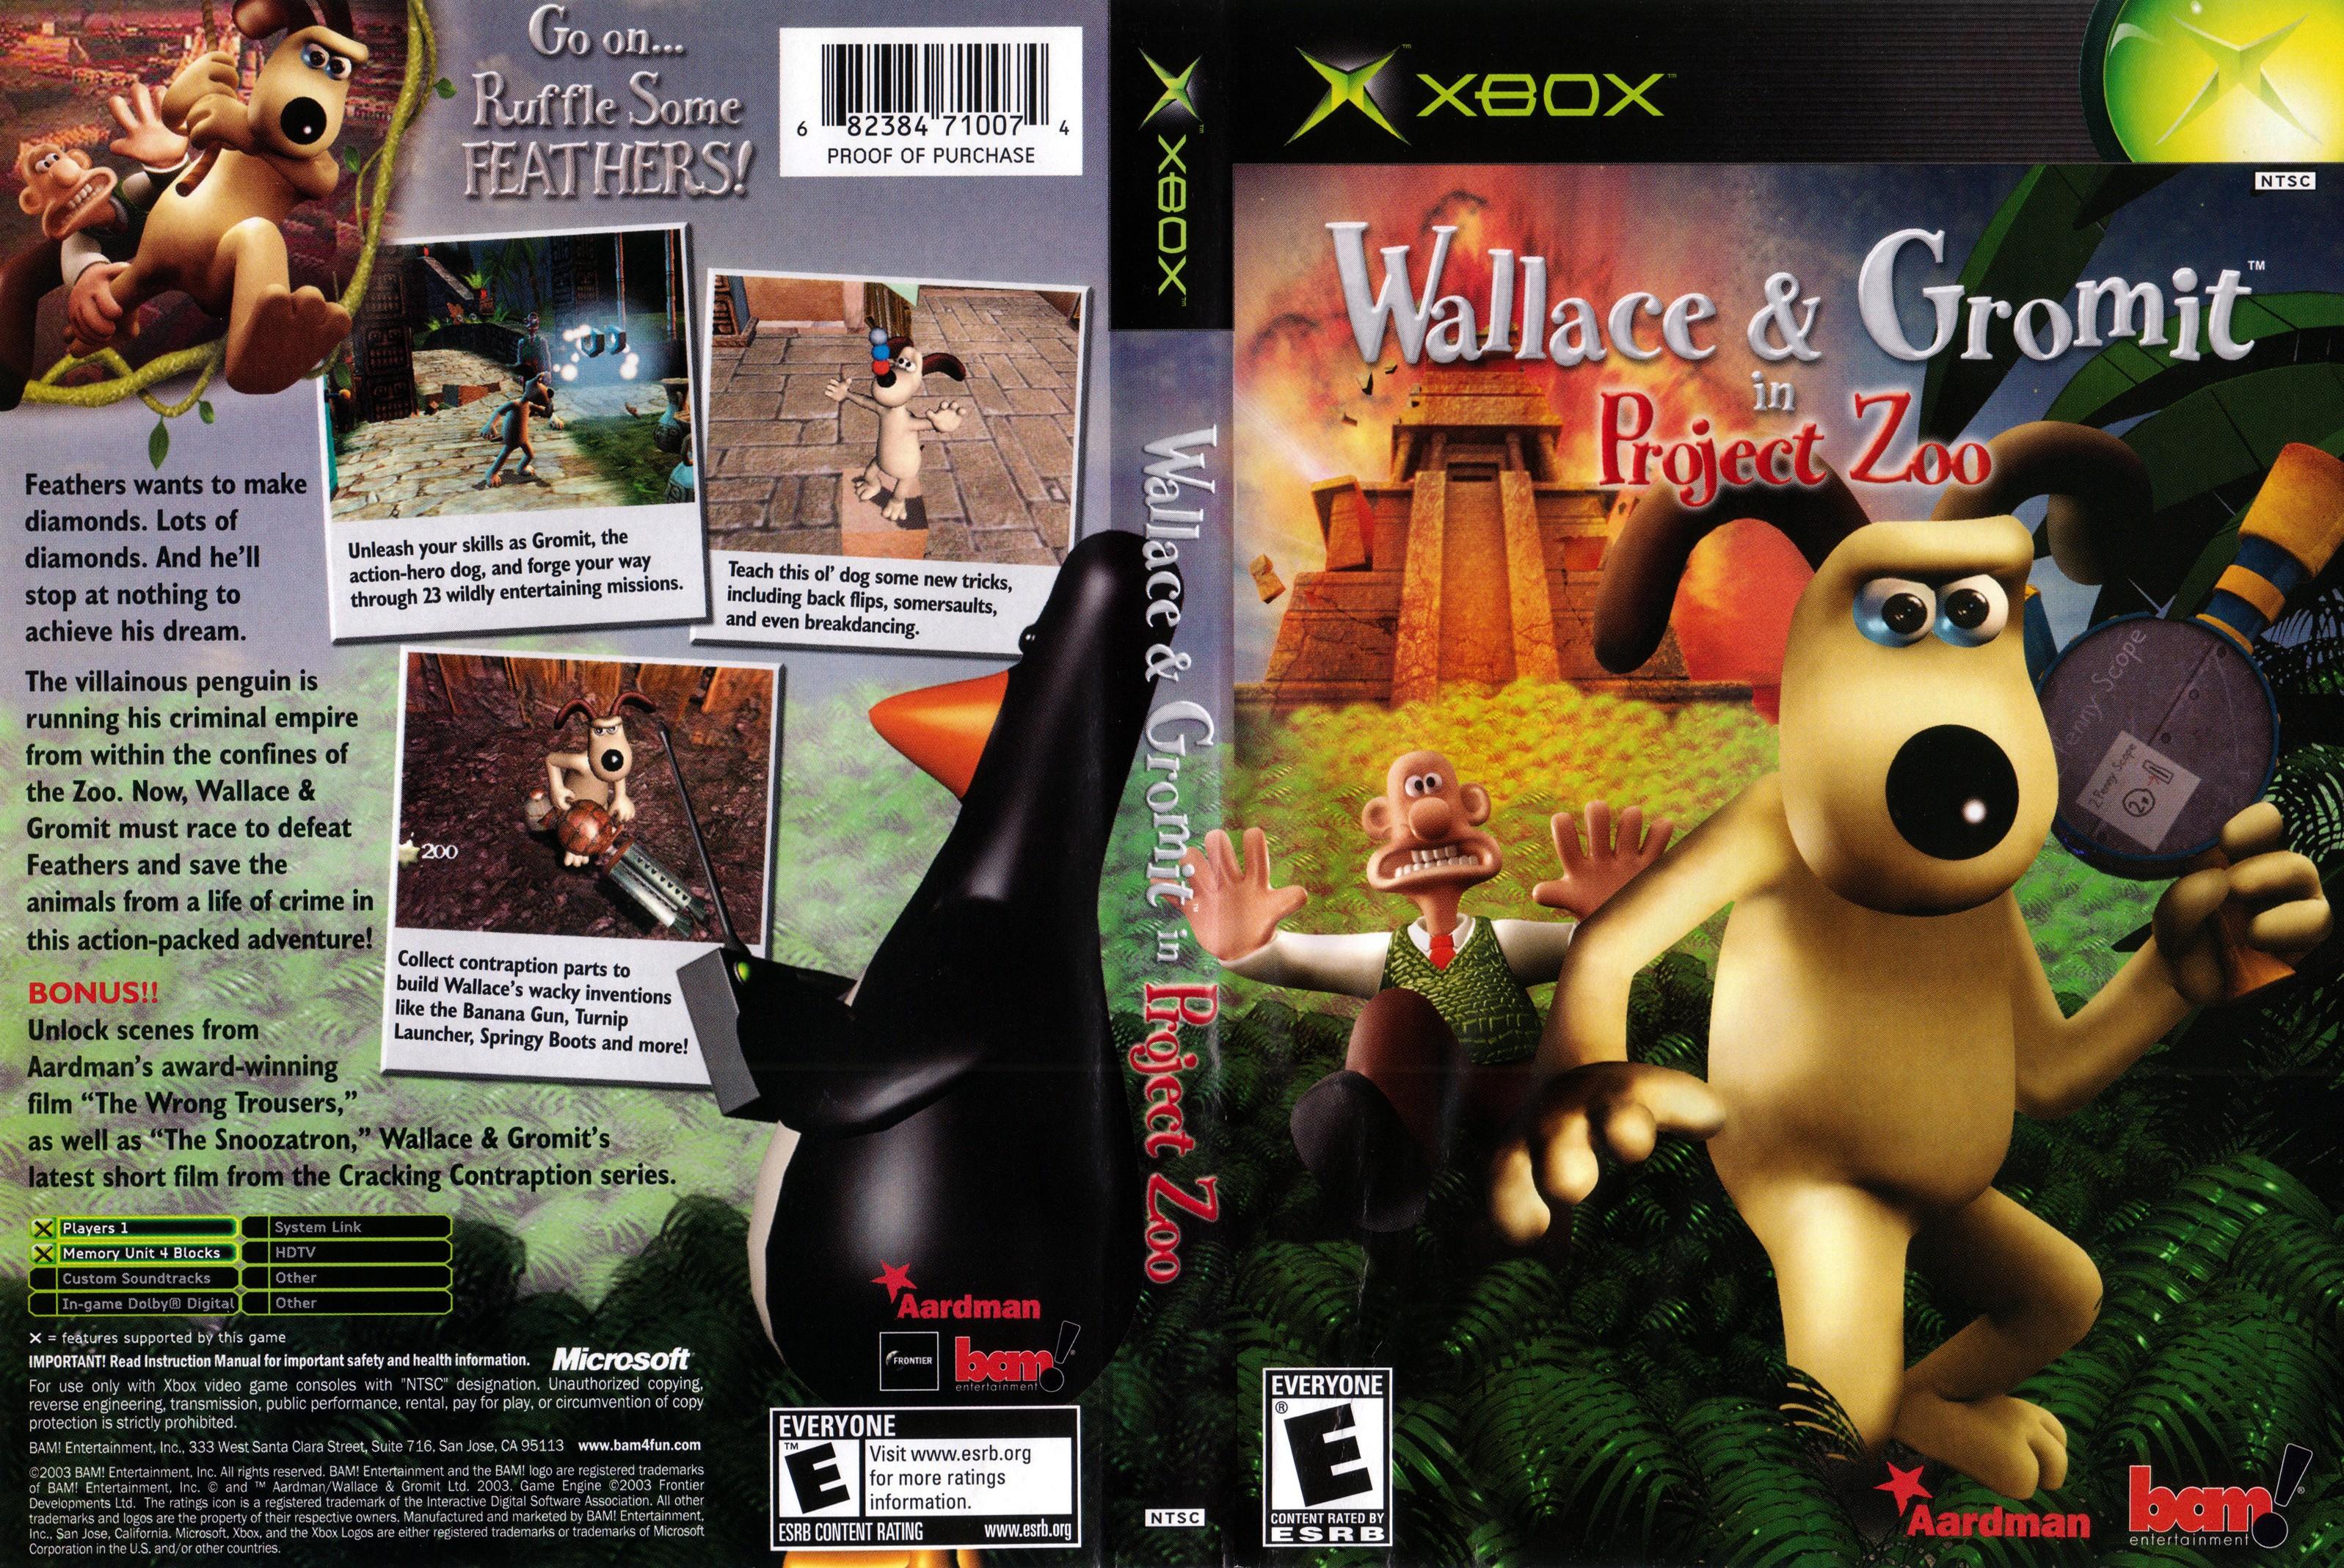 Go on...
Ruffle Some
FEATHERS!
6 82384 71007 4
PROOF OF PURCHASE
Unleash your skills as Gromit, the
action-hero dog, and forge your way
through 23 wildly entertaining missions.
Teach this ol' dog some new tricks,
including back flips, somersaults,
and even breakdancing.
Feathers wants to make
diamonds. Lots of
diamonds. And he'll
stop at nothing to
achieve his dream.
The villainous penguin is
running his criminal empire
from within the confines of
the Zoo. Now, Wallace &
Gromit must race to defeat
Feathers and save the
animals from a life of crime in
this action-packed adventure!
200
Collect contraption parts to
build Wallace's wacky inventions
like the Banana Gun, Turnip
Launcher, Springy Boots and more!
BONUS!!
Unlock scenes from
Aardman's award-winning
film “The Wrong Trousers,”
as well as “The Snoozatron,” Wallace & Gromit's
latest short film from the Cracking Contraption series.
X Players 1
System Link
X Memory Unit 4 Blocks
HDTV
Custom Soundtracks
Other
In-game Dolby® Digital
Other
X = features supported by this game
IMPORTANT! Read Instruction Manual for important safety and health information.
Microsoft
For use only with Xbox video game consoles with "NTSC" designation. Unauthorized copying,
reverse engineering, transmission, public performance, rental, pay for play, or circumvention of copy
protection is strictly prohibited.
BAM! Entertainment, Inc., 333 West Santa Clara Street, Suite 716, San Jose, CA 95113 www.bam4fun.com
©2003 BAM! Entertainment, Inc. All rights reserved. BAM! Entertainment and the BAM! logo are registered trademarks
of BAM! Entertainment, Inc. © and ™ Aardman/Wallace & Gromit Ltd. 2003. Game Engine ©2003 Frontier
Developments Ltd. The ratings icon is a registered trademark of the Interactive Digital Software Association. All other
trademarks and logos are the property of their respective owners. Manufactured and marketed by BAM! Entertainment,
Inc., San Jose, California. Microsoft, Xbox, and the Xbox Logos are either registered trademarks or trademarks of Microsoft
Corporation in the U.S. and/or other countries.
Aardman
FRONTIER
bam!®
entertainment
EVERYONE
E™
Visit www.esrb.org
for more ratings
information.
ESRB CONTENT RATING www.esrb.org
XBOX™
Wallace & Gromit™ in Project Zoo
NTSC
XBOX™
NTSC
Wallace & Gromit™
in
Project Zoo
Penny Scope
2 Penny Scope
2+
EVERYONE
®
E
CONTENT RATED BY
ESRB
Aardman
bam!®
entertainment